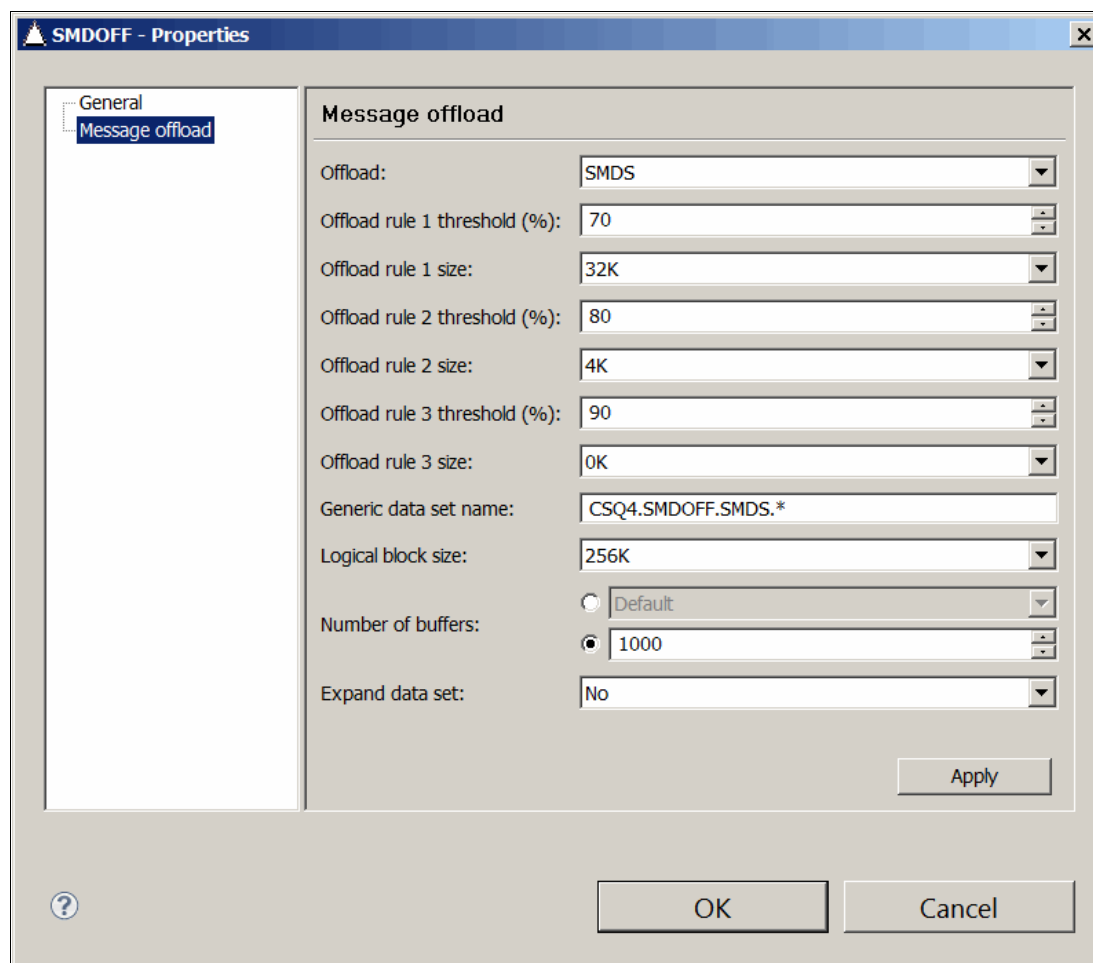 SMDOFF - Properties
General
Message offload
Message offload
Offload: SMDS
Offload rule 1 threshold (%): 70
Offload rule 1 size: 32K
Offload rule 2 threshold (%): 80
Offload rule 2 size: 4K
Offload rule 3 threshold (%): 90
Offload rule 3 size: 0K
Generic data set name: CSQ4.SMDOFF.SMDS.*
Logical block size: 256K
Number of buffers: Default
1000
Expand data set: No
Apply
OK Cancel